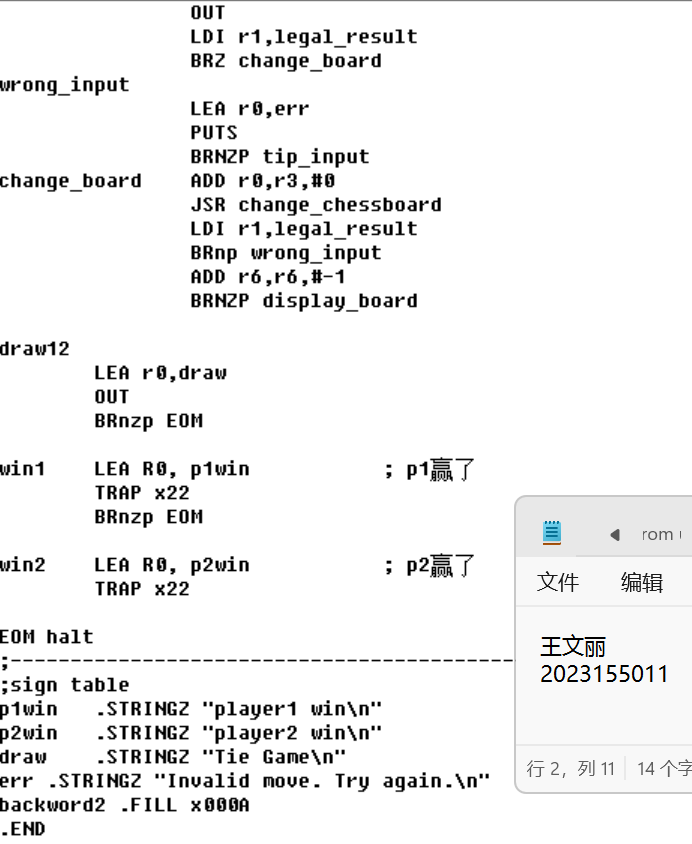 OUT
LDI r1,legal_result
BRZ change_board
wrong_input
LEA r0,err
PUTS
BRNZP tip_input
change_board    ADD r0,r3,#0
JSR change_chessboard
LDI r1,legal_result
BRnp wrong_input
ADD r6,r6,#-1
BRNZP display_board
draw12
LEA r0,draw
OUT
BRnzp EOM
win1    LEA R0, p1win    ; p1赢了
TRAP x22
BRnzp EOM
win2    LEA R0, p2win    ; p2赢了
TRAP x22
EOM halt
;------------------------------------------
;sign table
p1win   .STRINGZ "player1 win\n"
p2win   .STRINGZ "player2 win\n"
draw    .STRINGZ "Tie Game\n"
err .STRINGZ "Invalid move. Try again.\n"
backword2 .FILL x000A
.END
rom
文件 编辑
王文丽
2023155011
行 2，列 11 14 个字